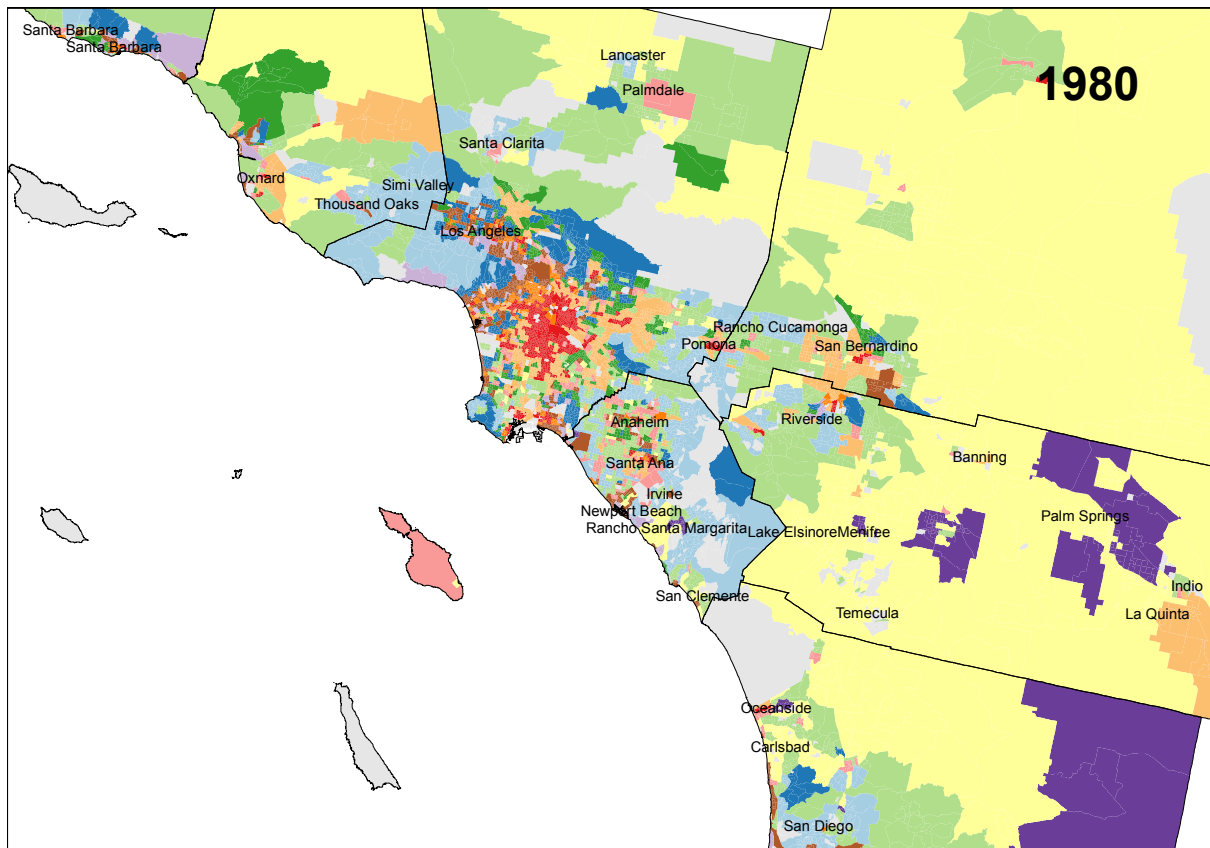 Santa Barbara
Santa Barbara
Lancaster
1980
Palmdale
Santa Clarita
Oxnard
Simi Valley
Thousand Oaks
Los Angeles
Rancho Cucamonga
Pomona
San Bernardino
Anaheim
Riverside
Santa Ana
Banning
Irvine
Newport Beach
Palm Springs
Rancho Santa Margarita
Lake Elsinore
Menifee
Indio
San Clemente
Temecula
La Quinta
Oceanside
Carlsbad
San Diego